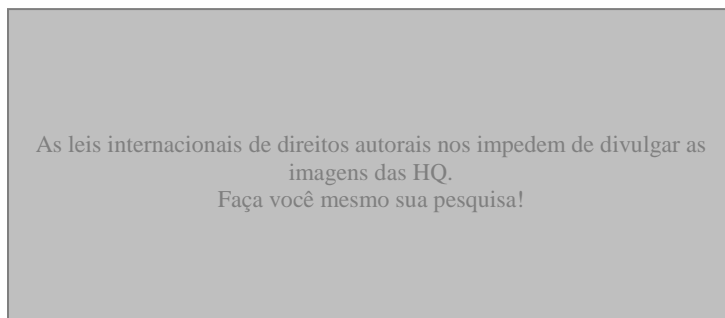 As leis internacionais de direitos autorais nos impedem de divulgar as
imagens das HQ.
Faça você mesmo sua pesquisa!